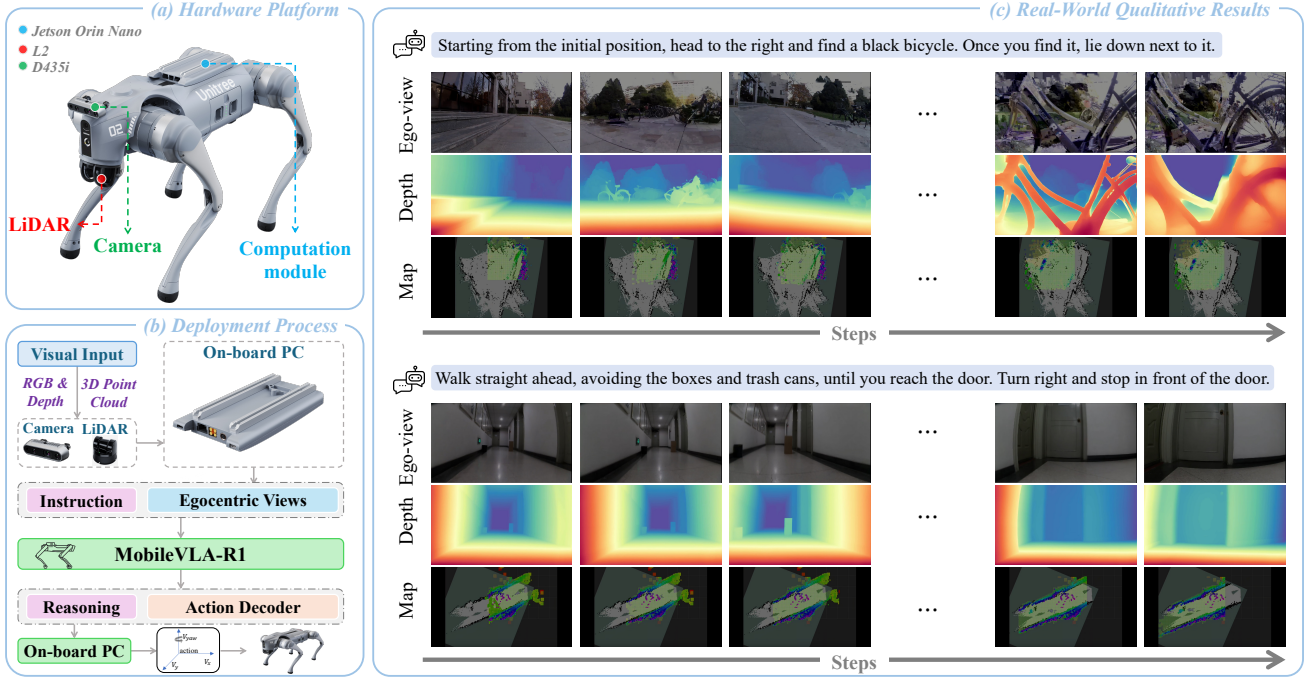 (a) Hardware Platform
Jetson Orin Nano
L2
D435i
Unitree
02
LiDAR
Camera
Computation
module
(b) Deployment Process
Visual Input
On-board PC
RGB &
Depth
3D Point
Cloud
Camera
LiDAR
Instruction
Egocentric Views
MobileVLA-R1
Reasoning
Action Decoder
On-board PC
Vyaw
action
Vy
Vx
(c) Real-World Qualitative Results
Starting from the initial position, head to the right and find a black bicycle. Once you find it, lie down next to it.
Ego-view
...
Depth
...
Map
...
Steps
Walk straight ahead, avoiding the boxes and trash cans, until you reach the door. Turn right and stop in front of the door.
Ego-view
...
Depth
...
Map
...
Steps